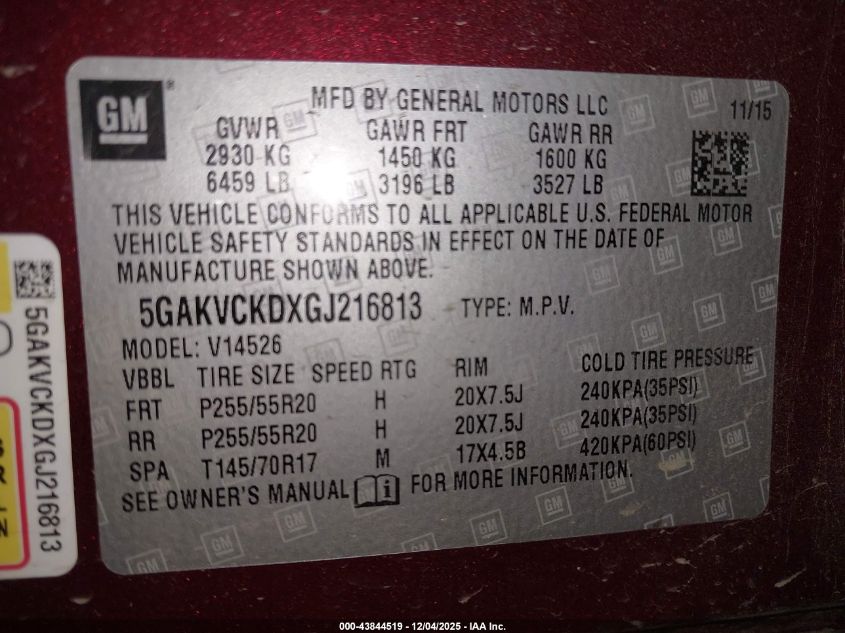 GM
MFD BY GENERAL MOTORS LLC 11/15
GVWR GAWR FRT GAWR RR
2930 KG 1450 KG 1600 KG
6459 LB 3196 LB 3527 LB
THIS VEHICLE CONFORMS TO ALL APPLICABLE U.S. FEDERAL MOTOR
VEHICLE SAFETY STANDARDS IN EFFECT ON THE DATE OF
MANUFACTURE SHOWN ABOVE.
5GAKVCKDXGJ216813 TYPE: M.P.V.
MODEL: V14526
VBBL TIRE SIZE SPEED RTG RIM COLD TIRE PRESSURE
FRT P255/55R20 H 20X7.5J 240KPA(35PSI)
RR P255/55R20 H 20X7.5J 240KPA(35PSI)
SPA T145/70R17 M 17X4.5B 420KPA(60PSI)
SEE OWNER'S MANUAL i FOR MORE INFORMATION.
5GAKVCKDXGJ216813
000-43844519 - 12/04/2025 - IAA Inc.